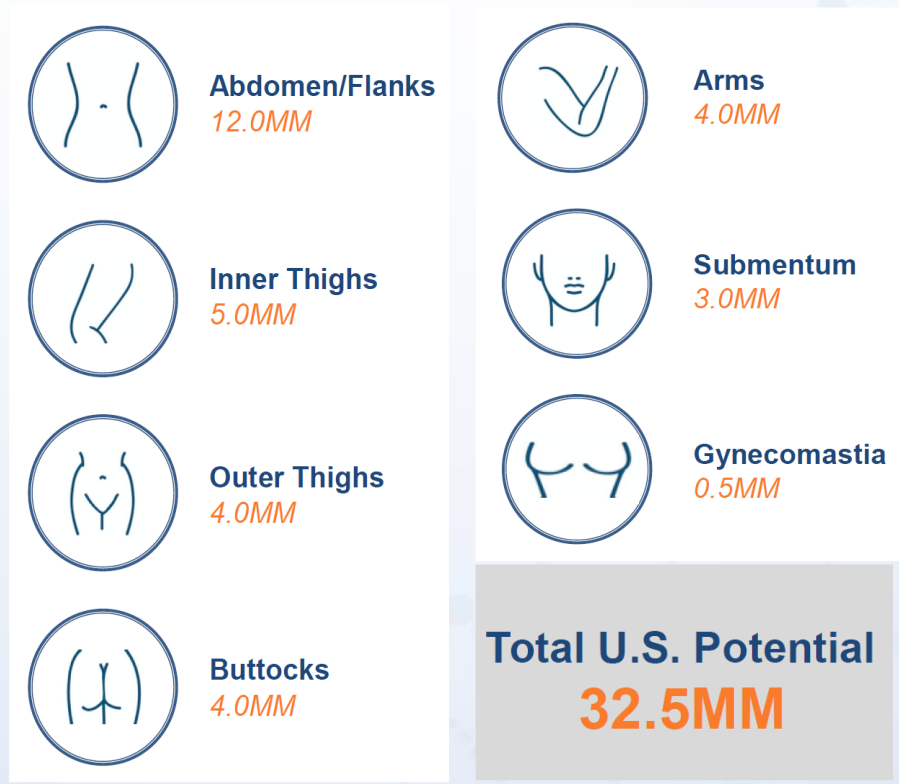 Abdomen/Flanks
12.0MM
Inner Thighs
5.0MM
Outer Thighs
4.0MM
Buttocks
4.0MM
Arms
4.0MM
Submentum
3.0MM
Gynecomastia
0.5MM
Total U.S. Potential
32.5MM